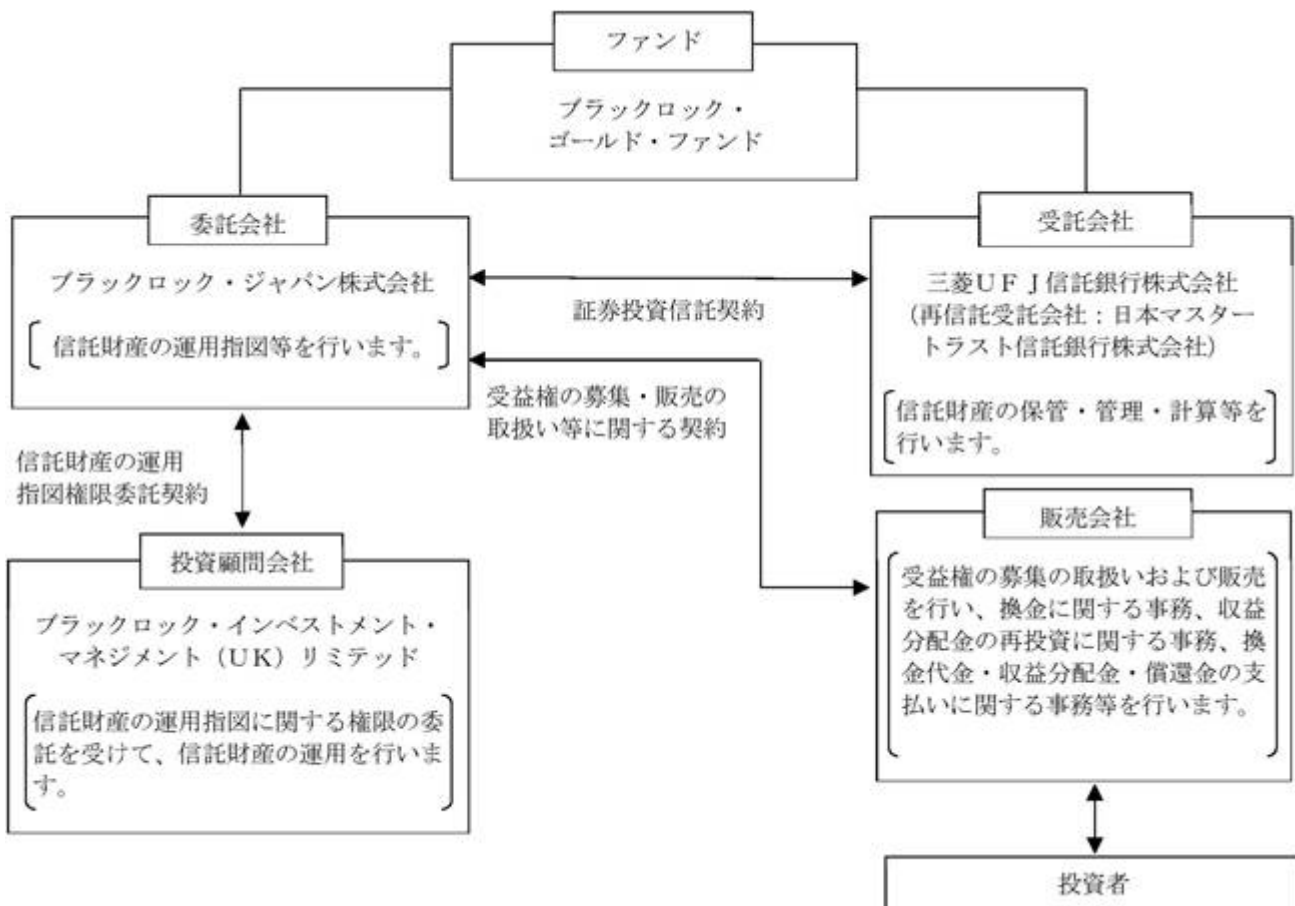 ファンド
ブラックロック・
ゴールド・ファンド
委託会社
ブラックロック・ジャパン株式会社
信託財産の運用指図等を行います。
証券投資信託契約
受託会社
三菱UFJ信託銀行株式会社
(再信託受託会社:日本マスター
トラスト信託銀行株式会社)
信託財産の保管・管理・計算等を
行います。
受益権の募集・販売の
取扱い等に関する契約
信託財産の運用
指図権限委託契約
投資顧問会社
ブラックロック・インベストメント・
マネジメント(UK)リミテッド
信託財産の運用指図に関する権限の委
託を受けて、信託財産の運用を行いま
す。
販売会社
受益権の募集の取扱いおよび販売
を行い、換金に関する事務、収益
分配金の再投資に関する事務、換
金代金・収益分配金・償還金の支
払いに関する事務等を行います。
投資者